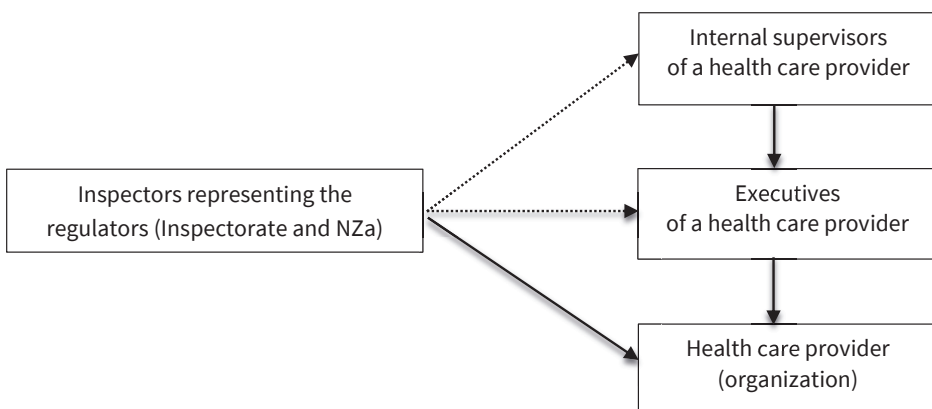 Internal supervisors
of a health care provider
Inspectors representing the
regulators (Inspectorate and NZa)
Executives
of a health care provider
Health care provider
(organization)